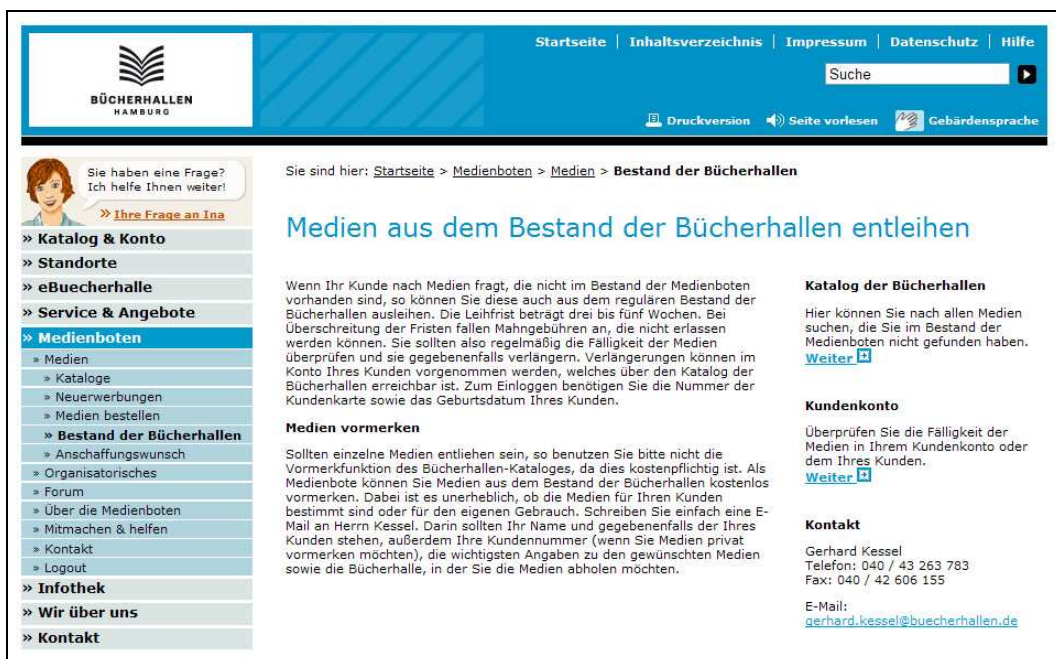 BÜCHERHALLEN
HAMBURG
Startseite | Inhaltsverzeichnis | Impressum | Datenschutz | Hilfe
Suche
Druckversion Seite vorlesen Gebärdensprache
Sie haben eine Frage?
Ich helfe Ihnen weiter!
» Ihre Frage an Ina
» Katalog & Konto
» Standorte
» eBuecherhalle
» Service & Angebote
» Medienboten
» Medien
» Kataloge
» Neuerwerbungen
» Medien bestellen
» Bestand der Bücherhallen
» Anschaffungswunsch
» Organisatorisches
» Forum
» Über die Medienboten
» Mitmachen & helfen
» Kontakt
» Logout
» Infothek
» Wir über uns
» Kontakt
Sie sind hier: Startseite > Medienboten > Medien > Bestand der Bücherhallen
Medien aus dem Bestand der Bücherhallen entleihen
Wenn Ihr Kunde nach Medien fragt, die nicht im Bestand der Medienboten
vorhanden sind, so können Sie diese auch aus dem regulären Bestand der
Bücherhallen ausleihen. Die Leihfrist beträgt drei bis fünf Wochen. Bei
Überschreitung der Fristen fallen Mahngebühren an, die nicht erlassen
werden können. Sie sollten also regelmäßig die Fälligkeit der Medien
überprüfen und sie gegebenenfalls verlängern. Verlängerungen können im
Konto Ihres Kunden vorgenommen werden, welches über den Katalog der
Bücherhallen erreichbar ist. Zum Einloggen benötigen Sie die Nummer der
Kundenkarte sowie das Geburtsdatum Ihres Kunden.
Medien vormerken
Sollten einzelne Medien entliehen sein, so benutzen Sie bitte nicht die
Vormerkfunktion des Bücherhallen-Kataloges, da dies kostenpflichtig ist. Als
Medienbote können Sie Medien aus dem Bestand der Bücherhallen kostenlos
vormerken. Dabei ist es unerheblich, ob die Medien für Ihren Kunden
bestimmt sind oder für den eigenen Gebrauch. Schreiben Sie einfach eine E-
Mail an Herrn Kessel. Darin sollten Ihr Name und gegebenenfalls der Ihres
Kunden stehen, außerdem Ihre Kundennummer (wenn Sie Medien privat
vormerken möchten), die wichtigsten Angaben zu den gewünschten Medien
sowie die Bücherhalle, in der Sie die Medien abholen möchten.
Katalog der Bücherhallen
Hier können Sie nach allen Medien
suchen, die Sie im Bestand der
Medienboten nicht gefunden haben.
Weiter
Kundenkonto
Überprüfen Sie die Fälligkeit der
Medien in Ihrem Kundenkonto oder
dem Ihres Kunden.
Weiter
Kontakt
Gerhard Kessel
Telefon: 040 / 43 263 783
Fax: 040 / 42 606 155
E-Mail:
gerhard.kessel@buecherhallen.de